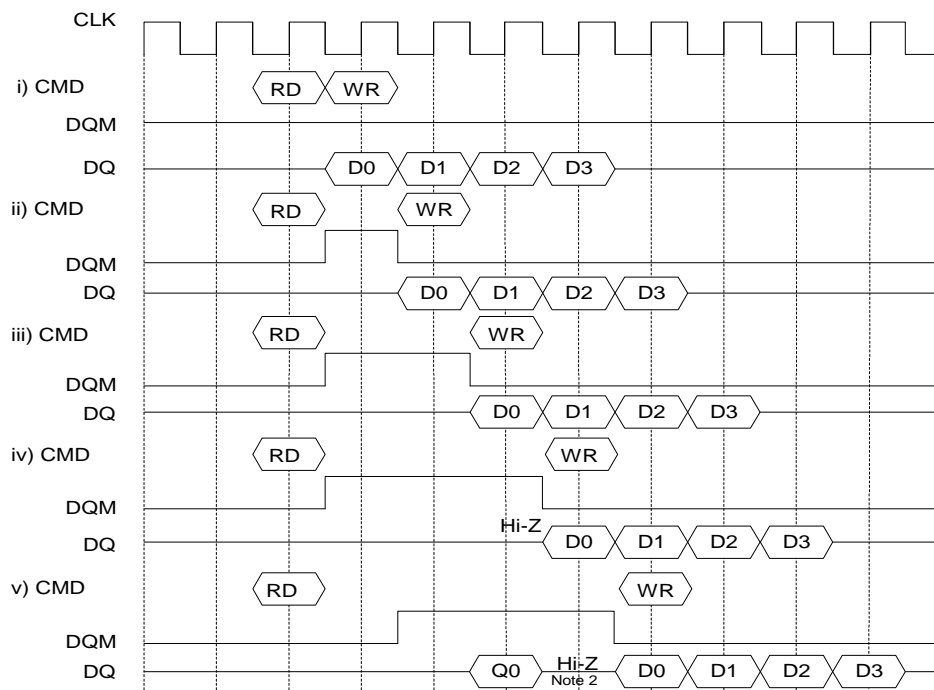 CLK
i) CMD RD WR
DQM
DQ D0 D1 D2 D3
ii) CMD RD WR
DQM
DQ D0 D1 D2 D3
iii) CMD RD WR
DQM
DQ D0 D1 D2 D3
iv) CMD RD WR
DQM
DQ Hi-Z D0 D1 D2 D3
v) CMD RD WR
DQM
DQ Q0 Hi-Z D0 D1 D2 D3
Note 2